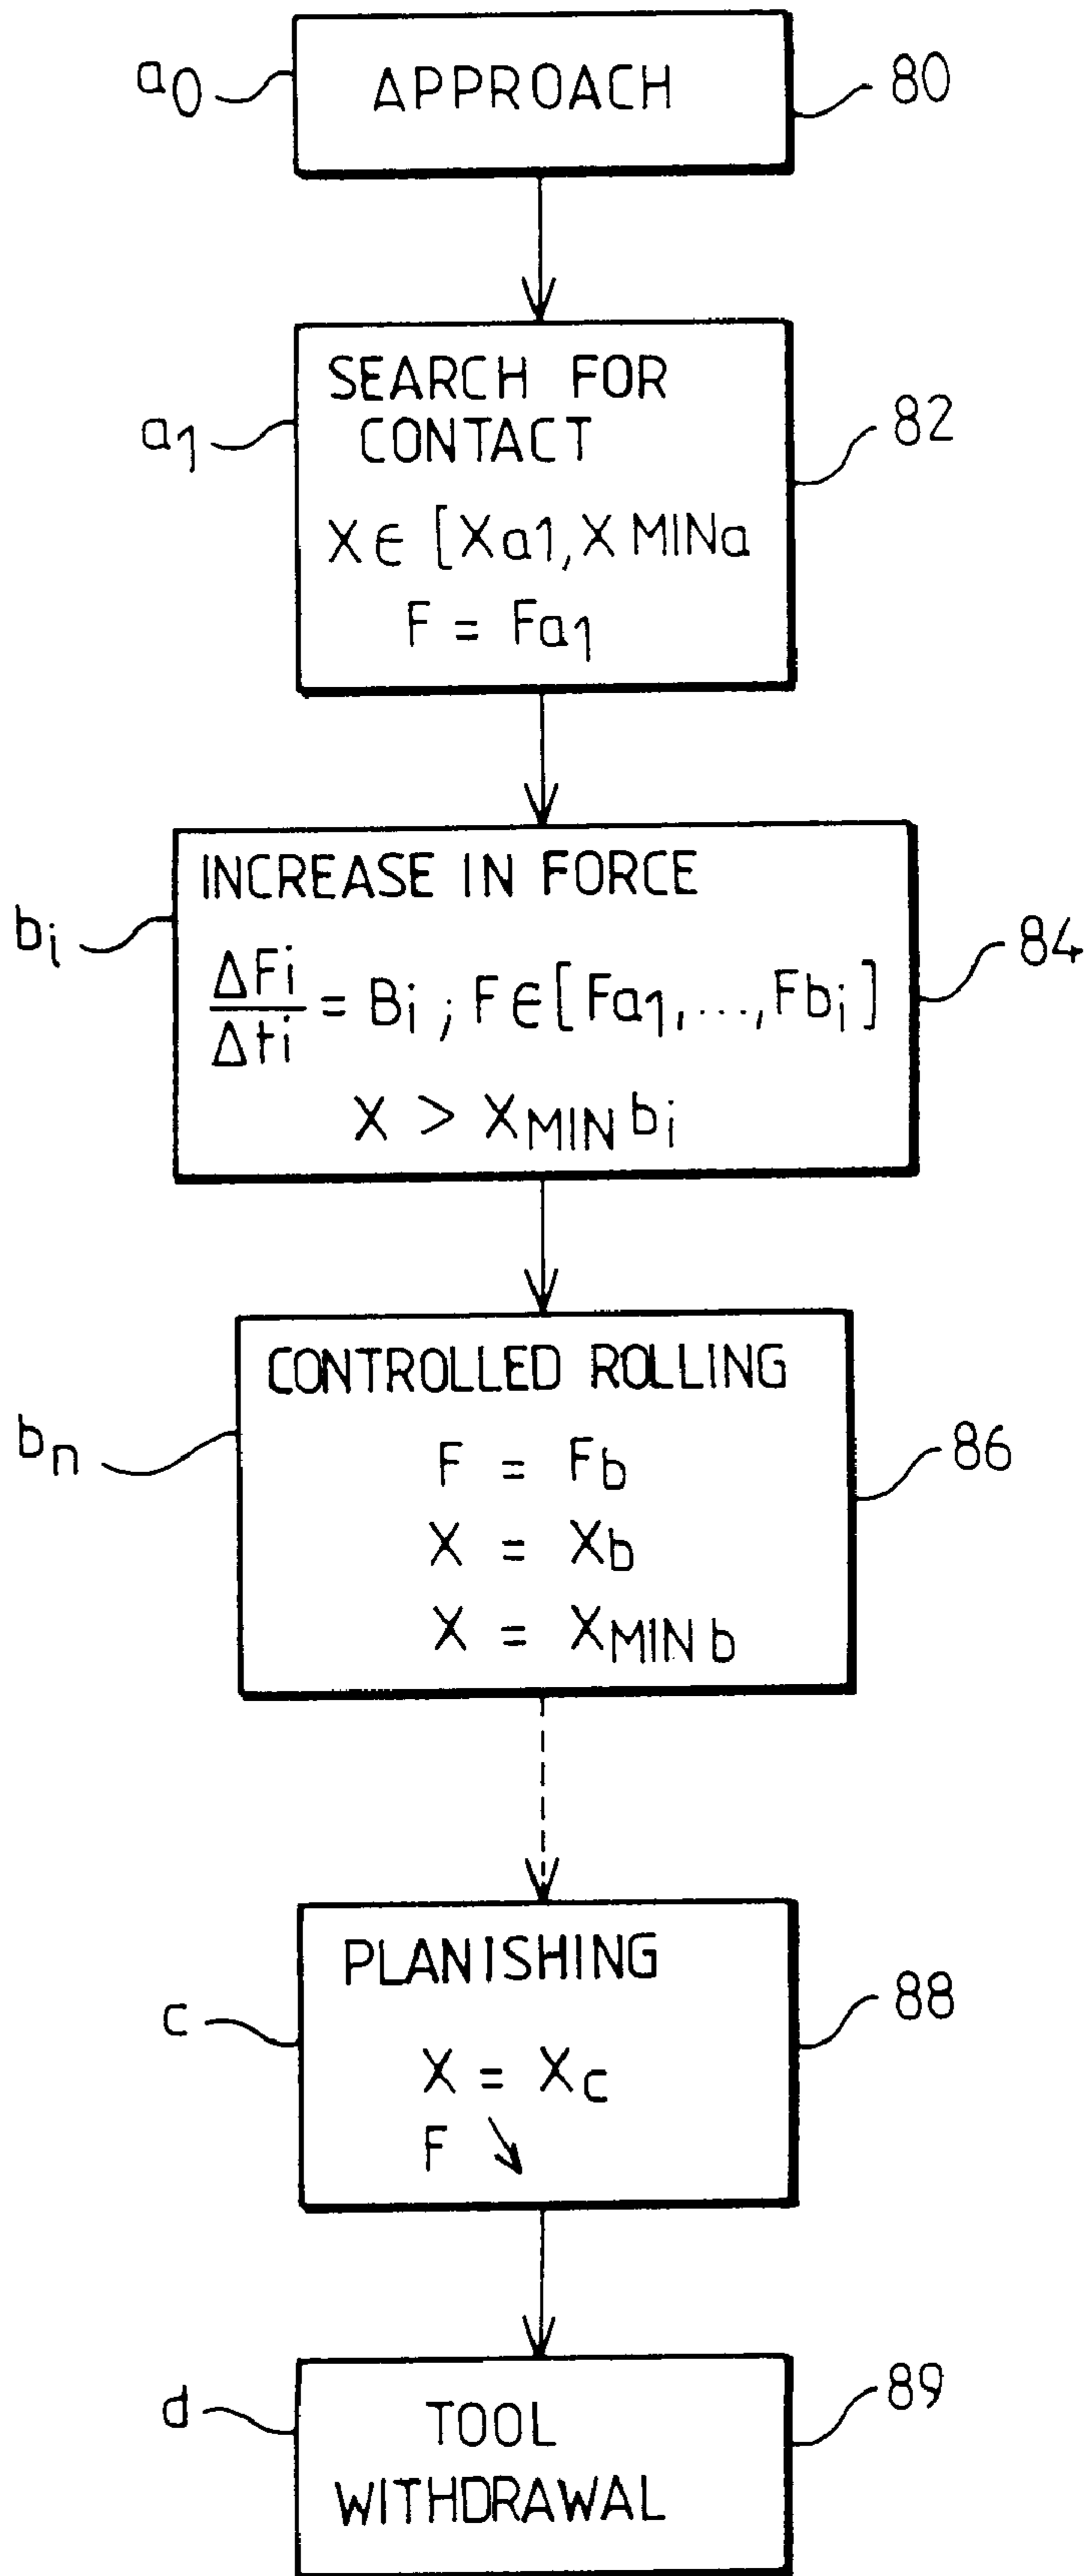 a0 APPROACH 80
SEARCH FOR
CONTACT
a1 82
X ∈ [Xa1, X MINa
F = Fa1
INCREASE IN FORCE
bi 84
ΔFi/Δti = Bi ; F ∈ [Fa1,...,Fbi]
X > XMIN bi
CONTROLLED ROLLING
bn F = Fb 86
X = Xb
X = XMIN b
PLANISHING
c 88
X = Xc
F ↘
d TOOL 89
WITHDRAWAL